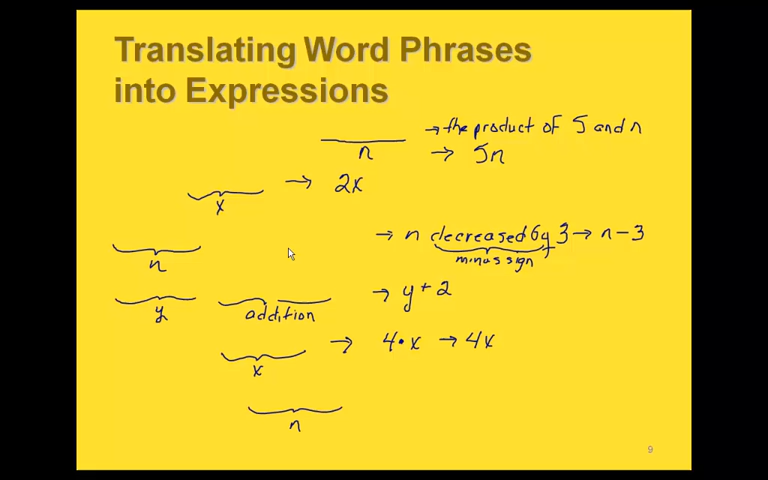 Translating Word Phrases
into Expressions
→ the product of 5 and n
n → 5n
x → 2x
→ n decreased by 3 → n - 3
minus sign
n
→ y + 2
y addition
→ 4 • x → 4x
x
n
9